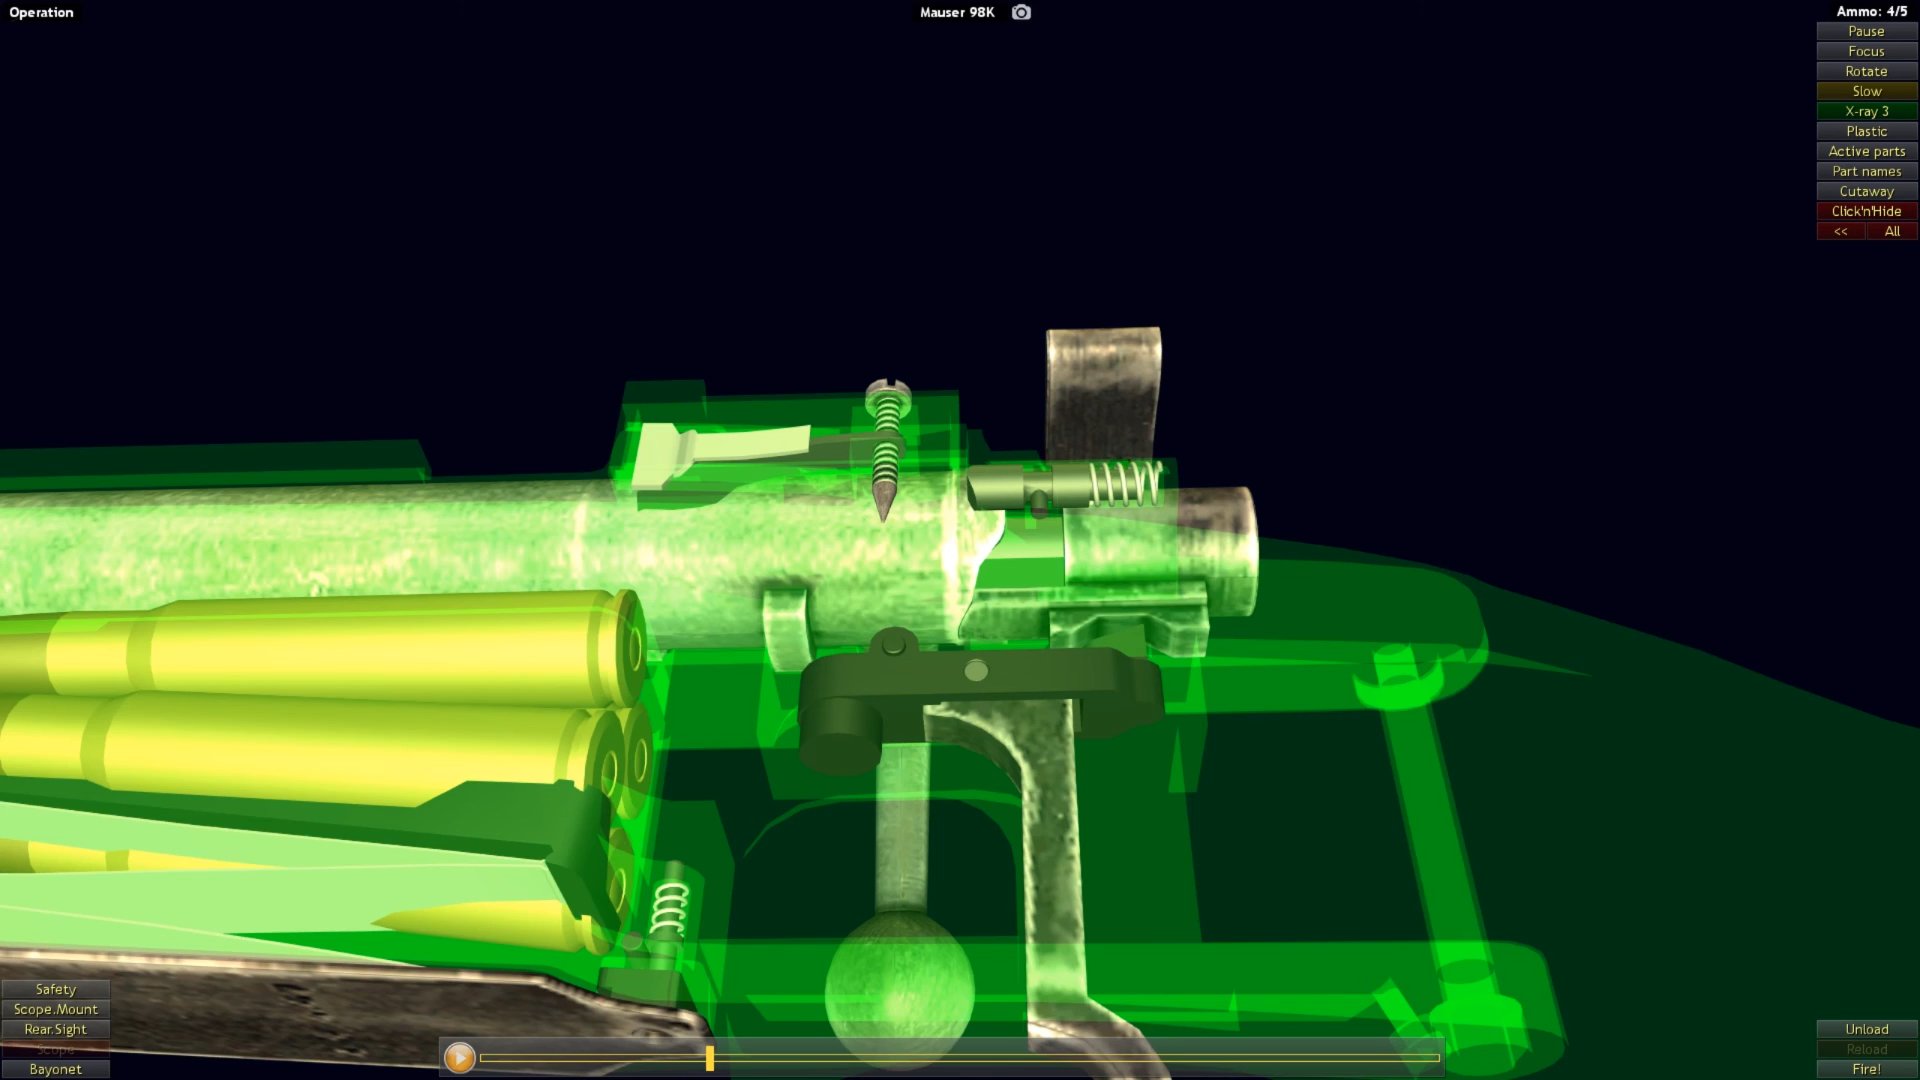 Operation
Mauser 98K
Ammo: 4/5
Pause
Focus
Rotate
Slow
X-ray 3
Plastic
Active parts
Part names
Cutaway
Click'n'Hide
<< All
Safety
Scope.Mount
Rear.Sight
Scope
Bayonet
Unload
Reload
Fire!